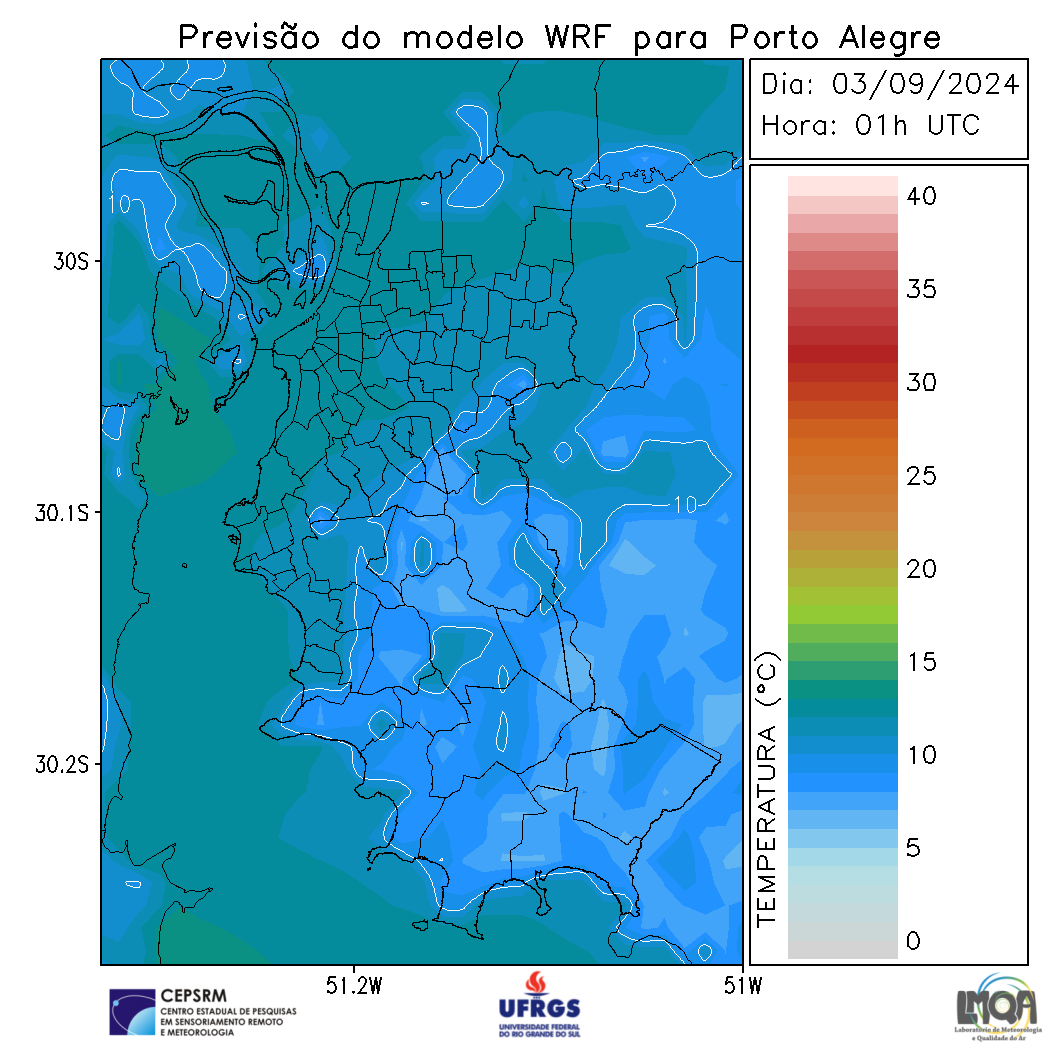 Previsão do modelo WRF para Porto Alegre
Dia: 03/09/2024
Hora: 01h UTC
40
35
30
25
20
15
10
5
0
TEMPERATURA (°C)
30S
30.1S
30.2S
51.2W
51W
10
10
CEPSRM
CENTRO ESTADUAL DE PESQUISAS
EM SENSORIAMENTO REMOTO
E METEOROLOGIA
UFRGS
UNIVERSIDADE FEDERAL
DO RIO GRANDE DO SUL
LMQA
Laboratório de Meteorologia
e Qualidade do Ar